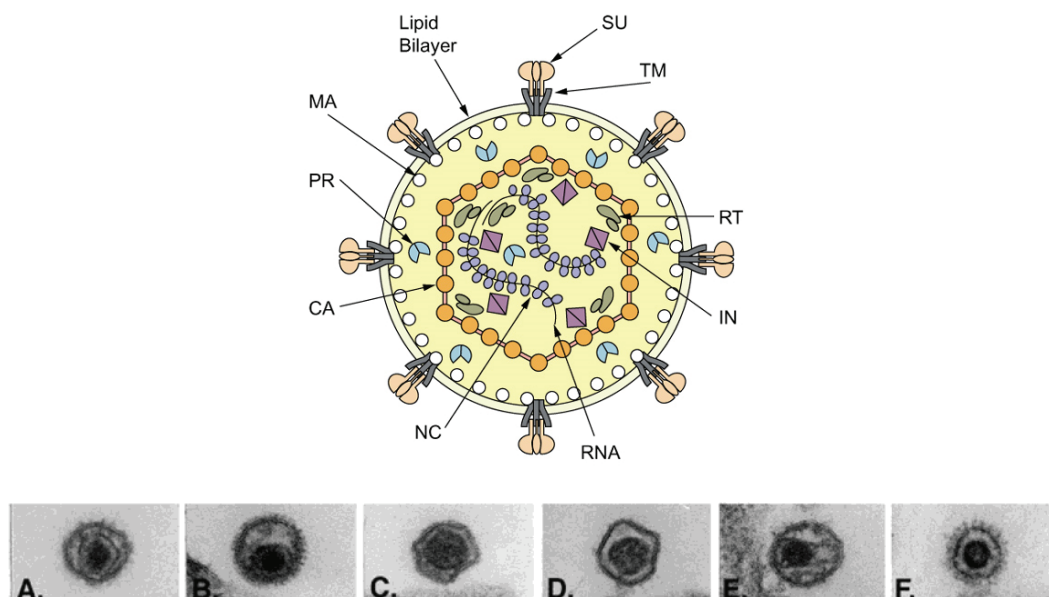 Lipid
Bilayer
SU
TM
MA
PR
RT
CA
IN
NC
RNA
A.
B.
C.
D.
E.
F.